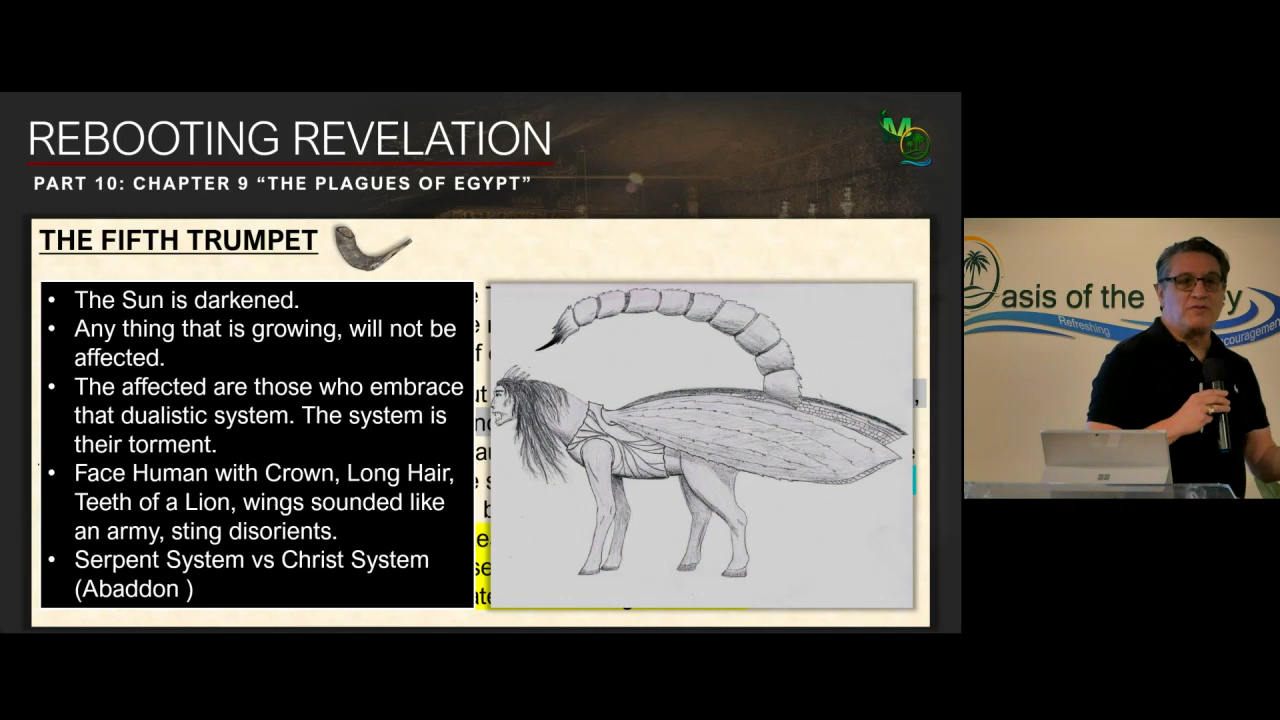 REBOOTING REVELATION
PART 10: CHAPTER 9 “THE PLAGUES OF EGYPT”
M
THE FIFTH TRUMPET
• The Sun is darkened.
• Any thing that is growing, will not be
affected.
• The affected are those who embrace
that dualistic system. The system is
their torment.
• Face Human with Crown, Long Hair,
Teeth of a Lion, wings sounded like
an army, sting disorients.
• Serpent System vs Christ System
(Abaddon )
asis of the
Refreshing